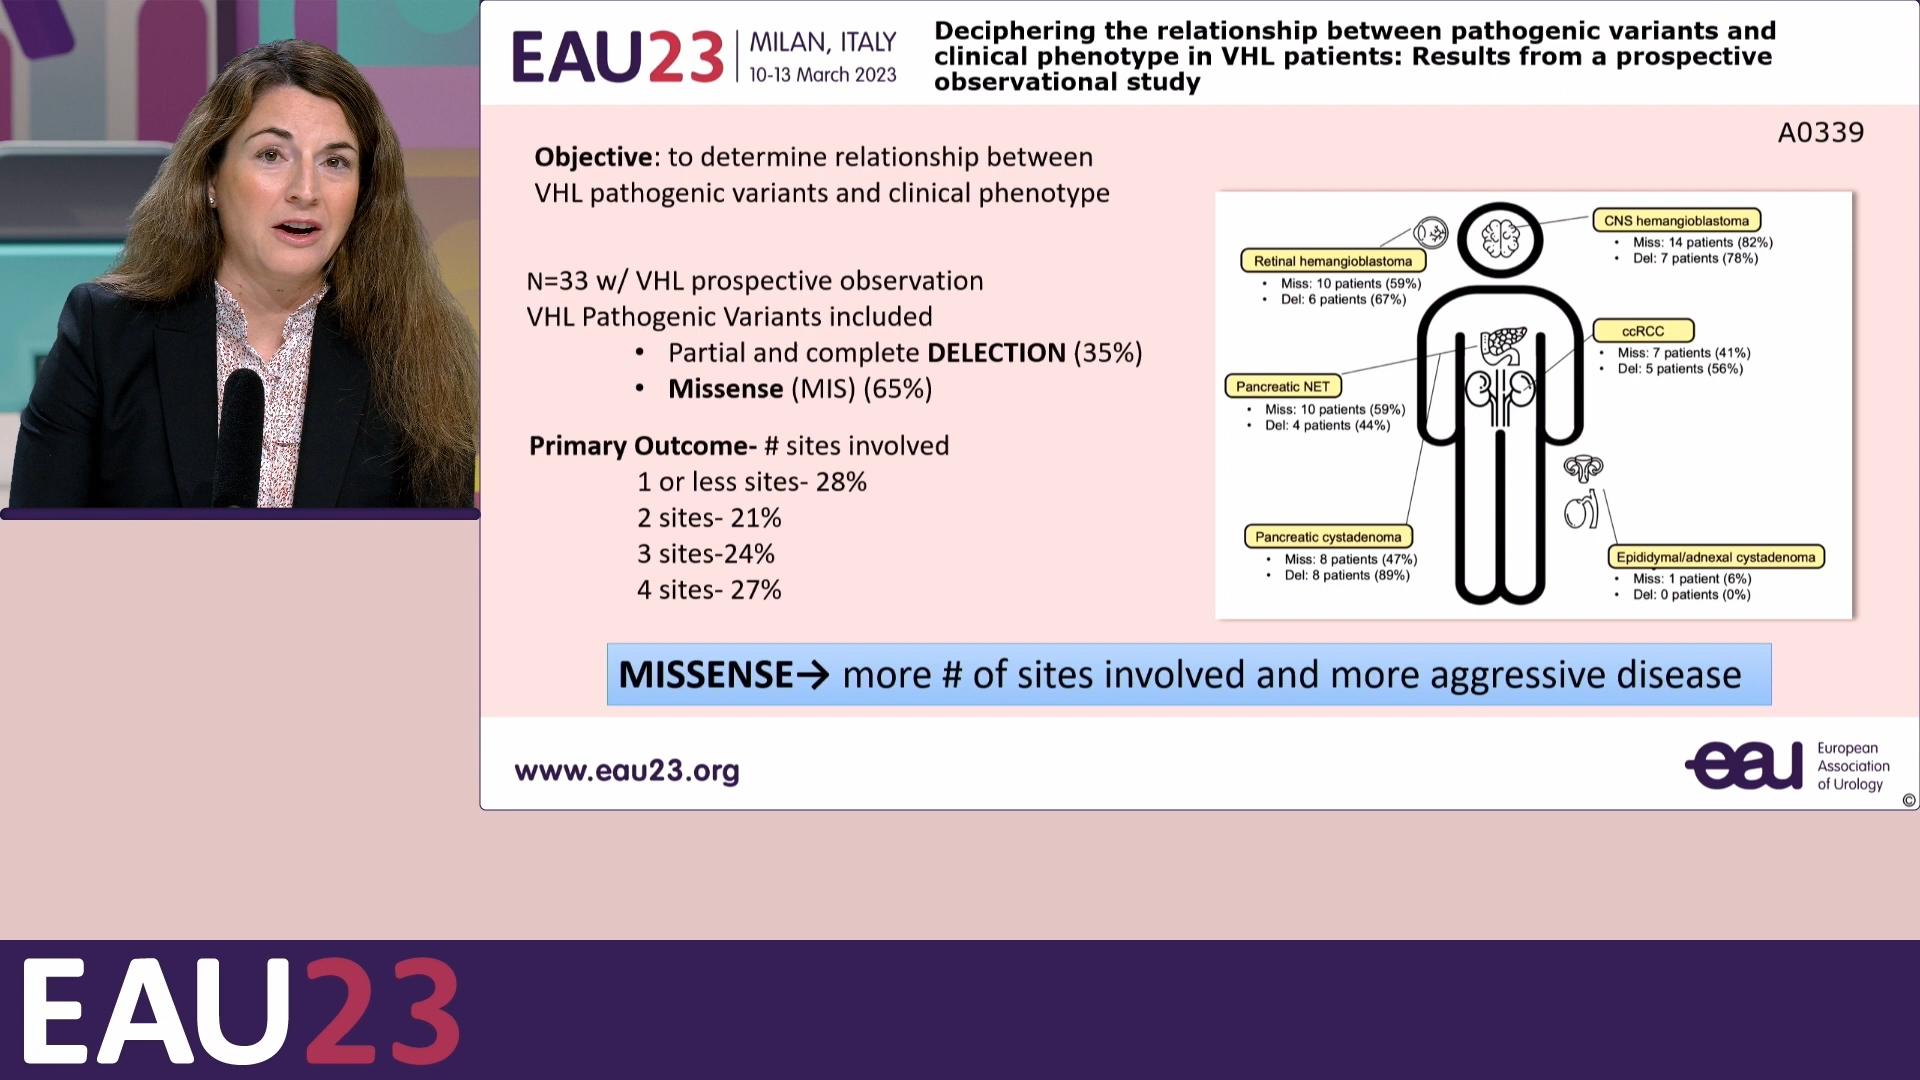 EAU23
MILAN, ITALY
10-13 March 2023
Deciphering the relationship between pathogenic variants and
clinical phenotype in VHL patients: Results from a prospective
observational study
A0339
Objective: to determine relationship between
VHL pathogenic variants and clinical phenotype
N=33 w/ VHL prospective observation
VHL Pathogenic Variants included
• Partial and complete DELECTION (35%)
• Missense (MIS) (65%)
Primary Outcome- # sites involved
1 or less sites- 28%
2 sites- 21%
3 sites-24%
4 sites- 27%
CNS hemangioblastoma
• Miss: 14 patients (82%)
• Del: 7 patients (78%)
Retinal hemangioblastoma
• Miss: 10 patients (59%)
• Del: 6 patients (67%)
ccRCC
• Miss: 7 patients (41%)
• Del: 5 patients (56%)
Pancreatic NET
• Miss: 10 patients (59%)
• Del: 4 patients (44%)
Pancreatic cystadenoma
• Miss: 8 patients (47%)
• Del: 8 patients (89%)
Epididymal/adnexal cystadenoma
• Miss: 1 patient (6%)
• Del: 0 patients (0%)
MISSENSE→ more # of sites involved and more aggressive disease
www.eau23.org
eau
European
Association
of Urology
©
EAU23